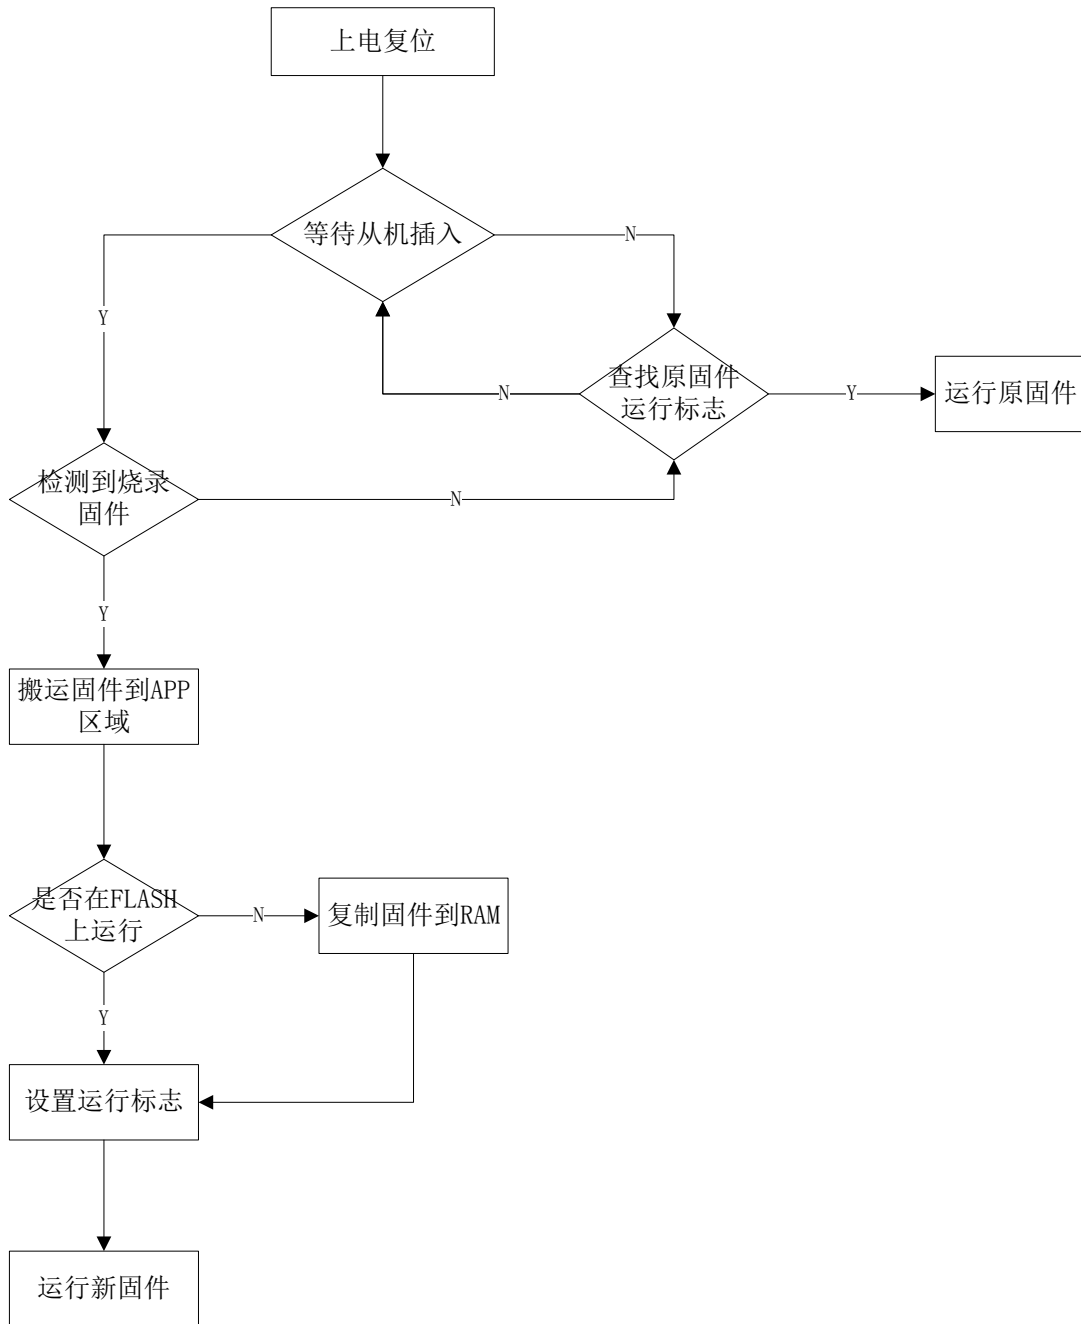 上电复位
等待从机插入
N
Y
查找原固件
运行标志
N
Y
运行原固件
检测到烧录
固件
N
Y
搬运固件到APP
区域
是否在FLASH
上运行
N
复制固件到RAM
Y
设置运行标志
运行新固件